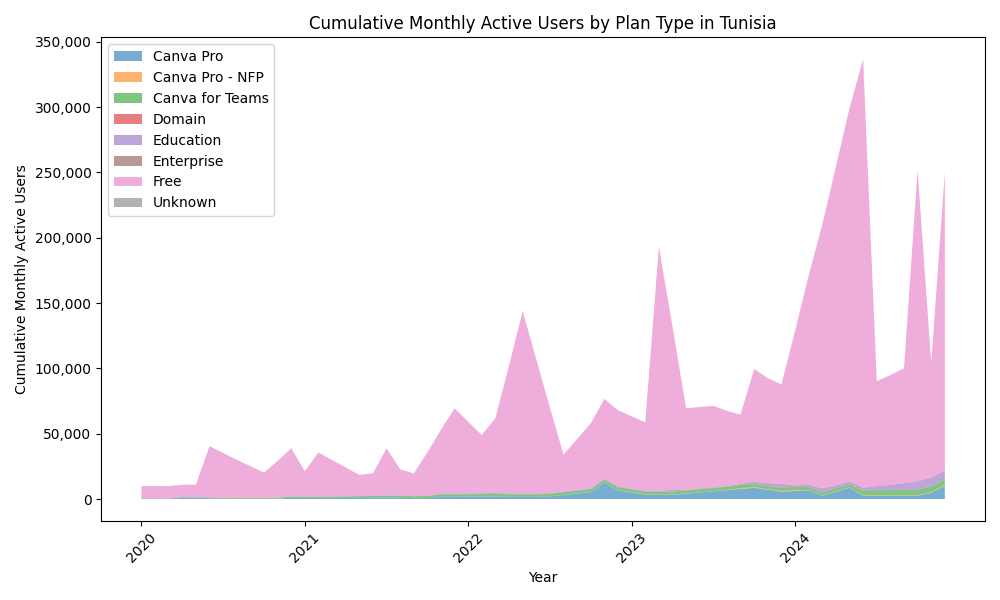 Cumulative Monthly Active Users by Plan Type in Tunisia
Cumulative Monthly Active Users
350,000
300,000
250,000
200,000
150,000
100,000
50,000
0
Canva Pro
Canva Pro - NFP
Canva for Teams
Domain
Education
Enterprise
Free
Unknown
2020
2021
2022
2023
2024
Year